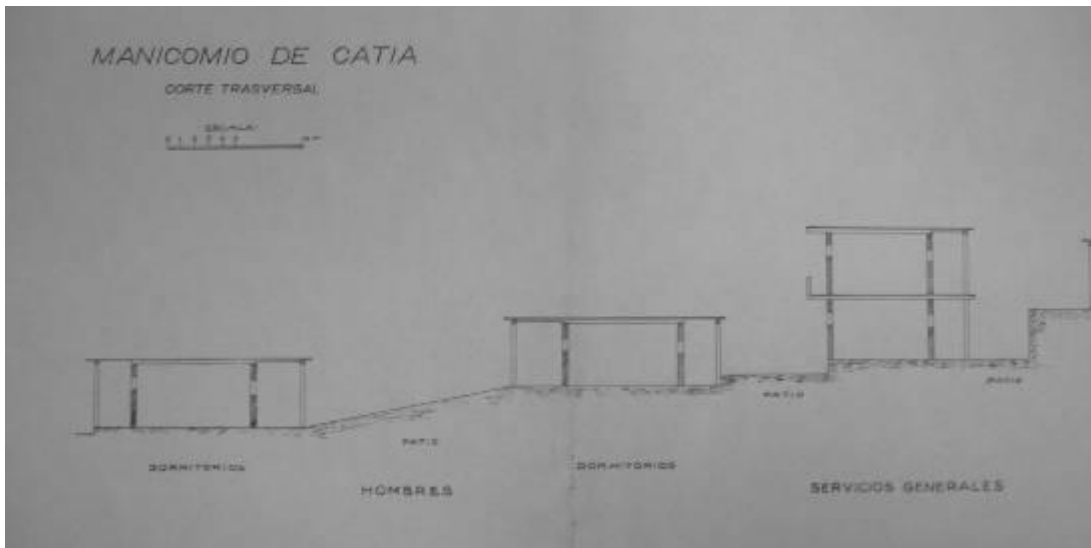 MANICOMIO DE CATIA
CORTE TRASVERSAL
ESCALA:
PATIO
PATIO
PATIO
DORMITORIOS
DORMITORIOS
HOMBRES
SERVICIOS GENERALES